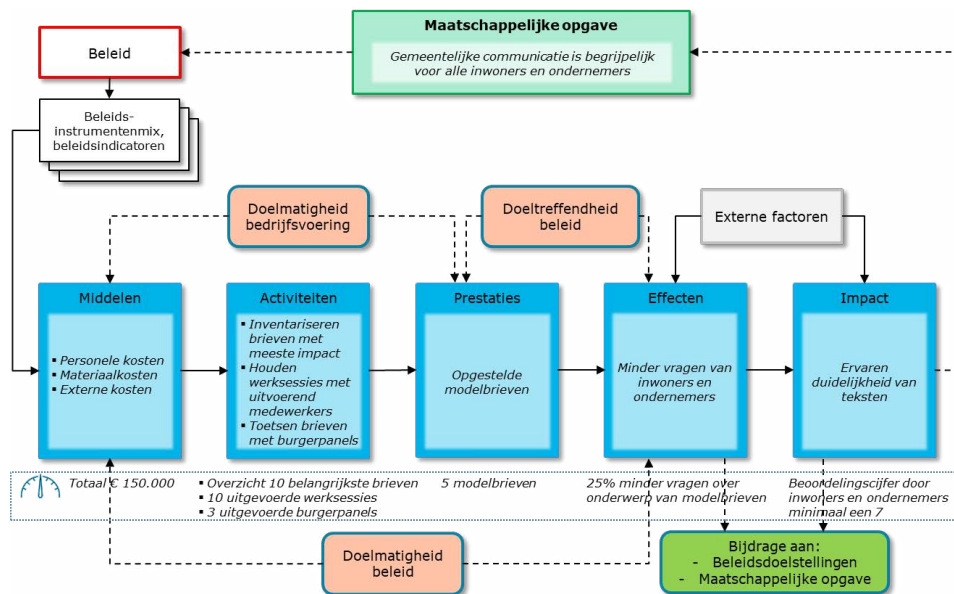 Maatschappelijke opgave
Gemeentelijke communicatie is begrijpelijk
voor alle inwoners en ondernemers
Beleid
Beleids-
instrumentenmix,
beleidsindicatoren
Doelmatigheid
bedrijfsvoering
Doeltreffendheid
beleid
Externe factoren
Middelen
▪ Personele kosten
▪ Materiaalkosten
▪ Externe kosten
Activiteiten
▪ Inventariseren
brieven met
meeste impact
▪ Houden
werksessies met
uitvoerend
medewerkers
▪ Toetsen brieven
met burgerpanels
Prestaties
Opgestelde
modelbrieven
Effecten
Minder vragen van
inwoners en
ondernemers
Impact
Ervaren
duidelijkheid van
teksten
Totaal € 150.000
▪ Overzicht 10 belangrijkste brieven
▪ 10 uitgevoerde werksessies
▪ 3 uitgevoerde burgerpanels
5 modelbrieven
25% minder vragen over
onderwerp van modelbrieven
Beoordelingscijfer door
inwoners en ondernemers
minimaal een 7
Doelmatigheid
beleid
Bijdrage aan:
- Beleidsdoelstellingen
- Maatschappelijke opgave